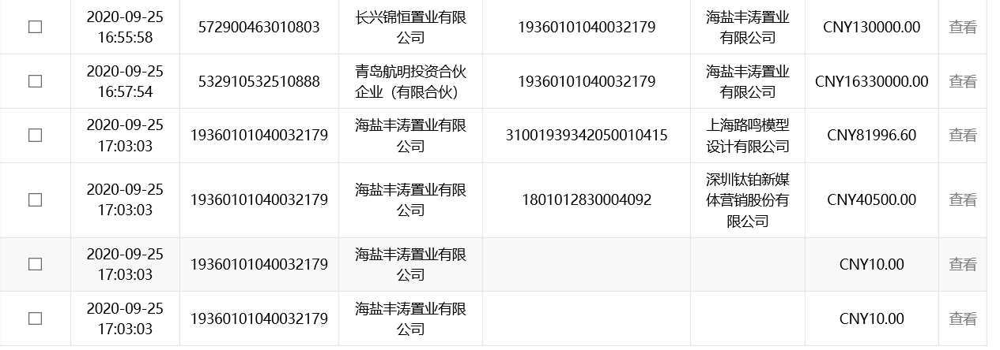 2020-09-25
16:55:58
572900463010803
长兴锦恒置业有限
公司
19360101040032179
海盐丰涛置业
有限公司
CNY130000.00
查看
2020-09-25
16:57:54
532910532510888
青岛航明投资合伙
企业（有限合伙）
19360101040032179
海盐丰涛置业
有限公司
CNY16330000.00
查看
2020-09-25
17:03:03
19360101040032179
海盐丰涛置业有限
公司
31001939342050010415
上海路鸣模型
设计有限公司
CNY81996.60
查看
2020-09-25
17:03:03
19360101040032179
海盐丰涛置业有限
公司
1801012830004092
深圳钛铂新媒
体营销股份有
限公司
CNY40500.00
查看
2020-09-25
17:03:03
19360101040032179
海盐丰涛置业有限
公司
CNY10.00
查看
2020-09-25
17:03:03
19360101040032179
海盐丰涛置业有限
公司
CNY10.00
查看